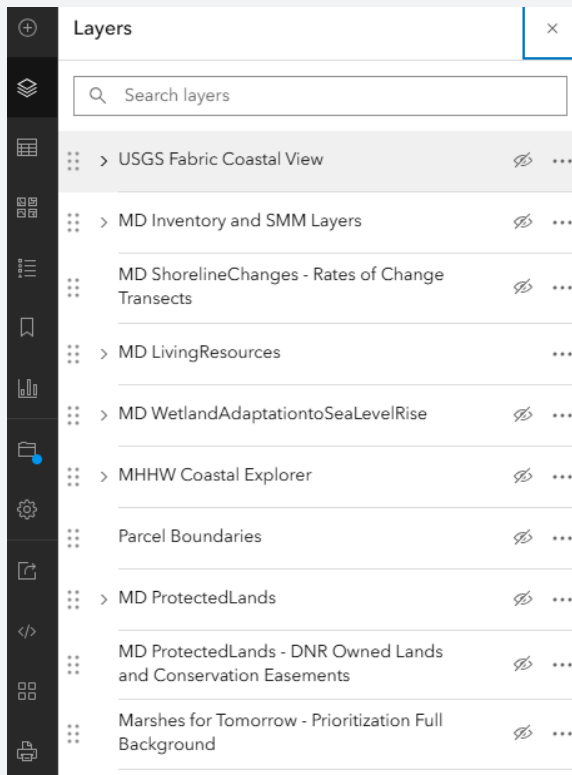 Layers
Search layers
USGS Fabric Coastal View
MD Inventory and SMM Layers
MD ShorelineChanges - Rates of Change
Transects
MD LivingResources
MD WetlandAdaptationtoSeaLevelRise
MHHW Coastal Explorer
Parcel Boundaries
MD ProtectedLands
MD ProtectedLands - DNR Owned Lands
and Conservation Easements
Marshes for Tomorrow - Prioritization Full
Background